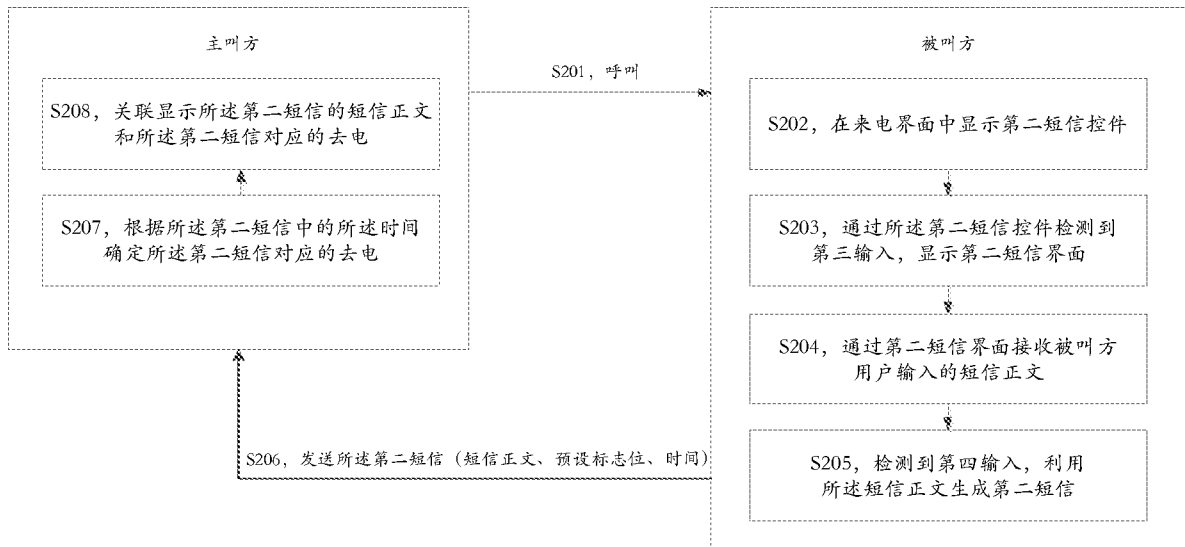 主叫方
S208，关联显示所述第二短信的短信正文
和所述第二短信对应的去电
S207，根据所述第二短信中的所述时间
确定所述第二短信对应的去电
S201，呼叫
被叫方
S202，在来电界面中显示第二短信控件
S203，通过所述第二短信控件检测到
第三输入，显示第二短信界面
S204，通过第二短信界面接收被叫方
用户输入的短信正文
S205，检测到第四输入，利用
所述短信正文生成第二短信
S206，发送所述第二短信（短信正文、预设标志位、时间）